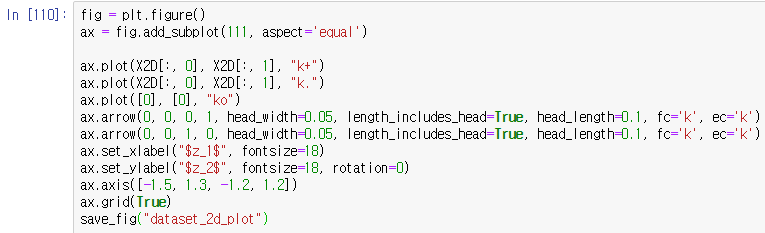 In [110]: fig = plt.figure()
ax = fig.add_subplot(111, aspect='equal')
ax.plot(X2D[:, 0], X2D[:, 1], "k+")
ax.plot(X2D[:, 0], X2D[:, 1], "k.")
ax.plot([0], [0], "ko")
ax.arrow(0, 0, 0, 1, head_width=0.05, length_includes_head=True, head_length=0.1, fc='k', ec='k')
ax.arrow(0, 0, 1, 0, head_width=0.05, length_includes_head=True, head_length=0.1, fc='k', ec='k')
ax.set_xlabel("$z_1$", fontsize=18)
ax.set_ylabel("$z_2$", fontsize=18, rotation=0)
ax.axis([-1.5, 1.3, -1.2, 1.2])
ax.grid(True)
save_fig("dataset_2d_plot")